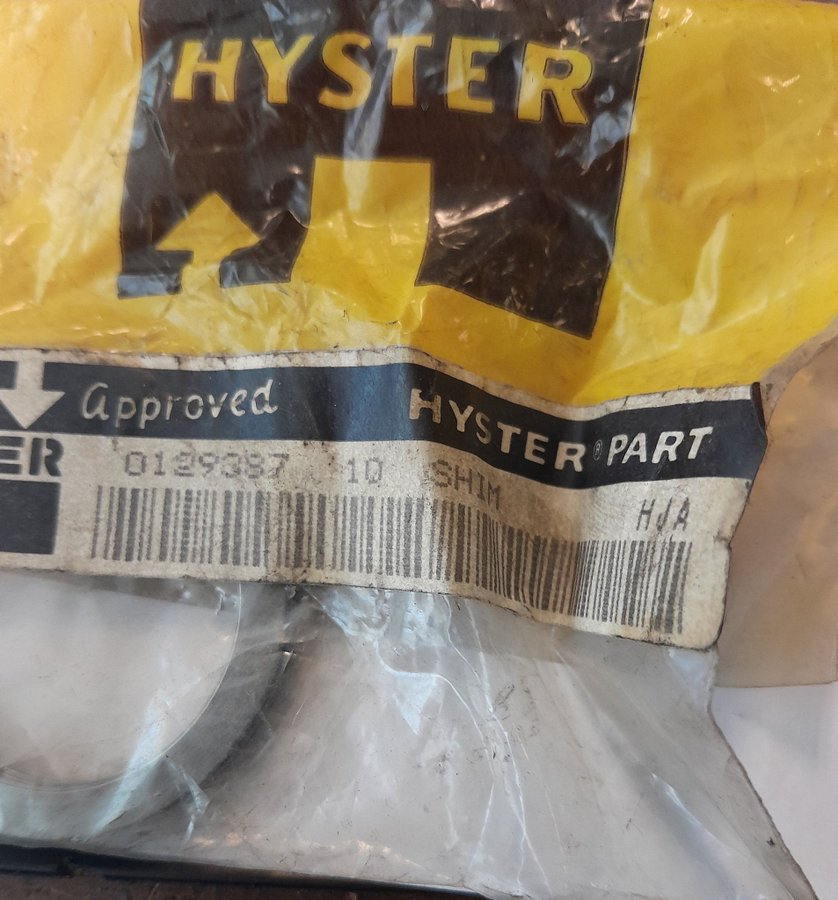 HYSTER
Approved HYSTER® PART
ER 0129387 10 SHIM
HJA